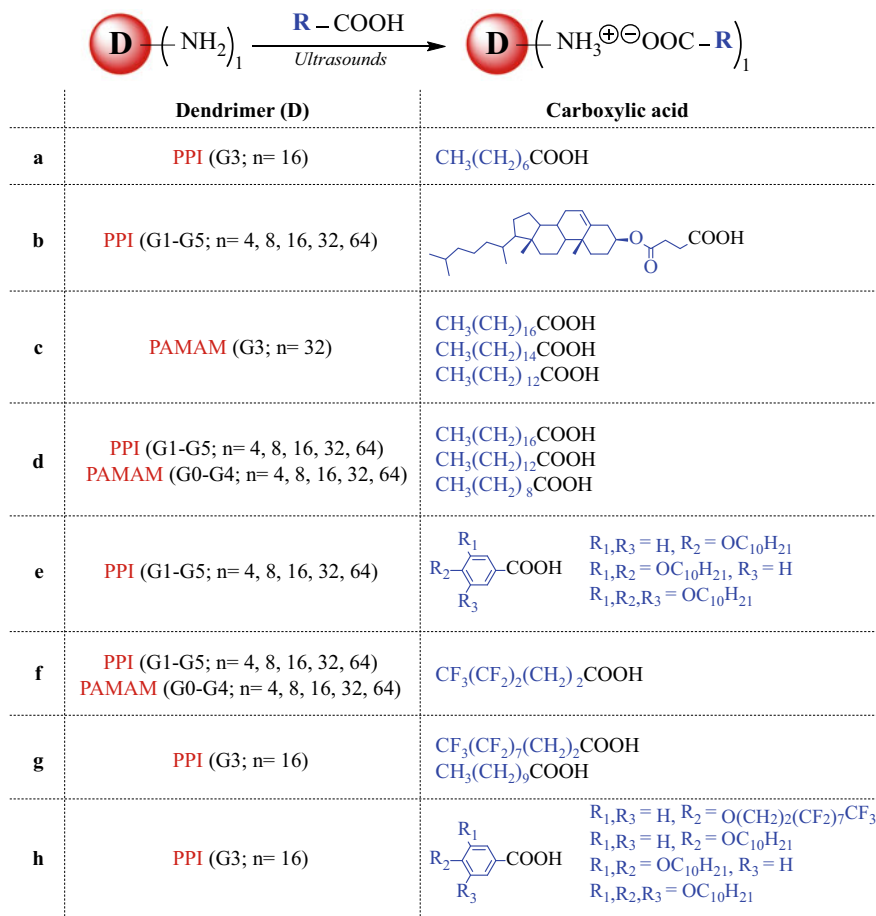 D ( NH₂)₁ R – COOH Ultrasounds D ( NH₃⊕⊖OOC – R)₁
Dendrimer (D) Carboxylic acid
a PPI (G3; n= 16) CH₃(CH₂)₆COOH
b PPI (G1-G5; n= 4, 8, 16, 32, 64) O O COOH
c PAMAM (G3; n= 32)
CH₃(CH₂)₁₆COOH
CH₃(CH₂)₁₄COOH
CH₃(CH₂)₁₂COOH
d
PPI (G1-G5; n= 4, 8, 16, 32, 64)
PAMAM (G0-G4; n= 4, 8, 16, 32, 64)
CH₃(CH₂)₁₆COOH
CH₃(CH₂)₁₂COOH
CH₃(CH₂)₈COOH
e PPI (G1-G5; n= 4, 8, 16, 32, 64)
R₁
R₂ COOH
R₃
R₁,R₃ = H, R₂ = OC₁₀H₂₁
R₁,R₂ = OC₁₀H₂₁, R₃ = H
R₁,R₂,R₃ = OC₁₀H₂₁
f
PPI (G1-G5; n= 4, 8, 16, 32, 64)
PAMAM (G0-G4; n= 4, 8, 16, 32, 64)
CF₃(CF₂)₂(CH₂)₂COOH
g PPI (G3; n= 16)
CF₃(CF₂)₇(CH₂)₂COOH
CH₃(CH₂)₉COOH
h PPI (G3; n= 16)
R₁
R₂ COOH
R₃
R₁,R₃ = H, R₂ = O(CH2)2(CF₂)₇CF₃
R₁,R₃ = H, R₂ = OC₁₀H₂₁
R₁,R₂ = OC₁₀H₂₁, R₃ = H
R₁,R₂,R₃ = OC₁₀H₂₁